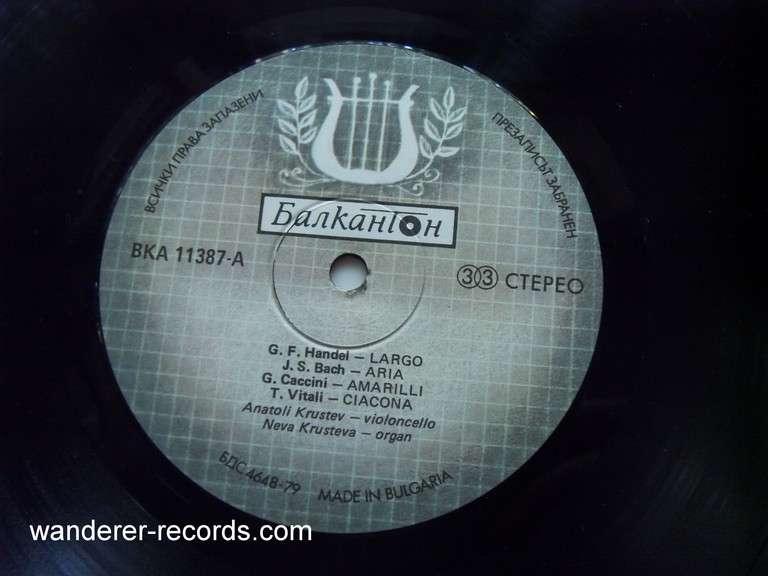 ВСИЧКИ ПРАВА ЗАПАЗЕНИ
ПРЕЗАПИСЪТ ЗАБРАНЕН
Балкантон
ВКА 11387-А
33 СТЕРЕО
G. F. Handel – LARGO
J. S. Bach – ARIA
G. Caccini – AMARILLI
T. Vitali – CIACONA
Anatoli Krustev – violoncello
Neva Krusteva – organ
БДС 4648-79 MADE IN BULGARIA
wanderer-records.com